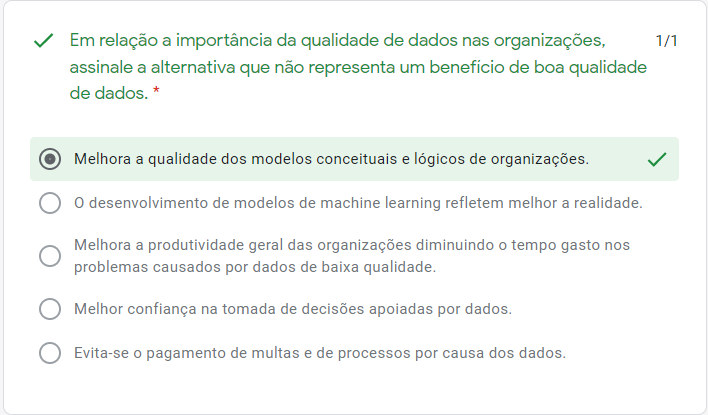 Em relação a importância da qualidade de dados nas organizações,
1/1
assinale a alternativa que não representa um benefício de boa qualidade
de dados. *
Melhora a qualidade dos modelos conceituais e lógicos de organizações.
O desenvolvimento de modelos de machine learning refletem melhor a realidade.
Melhora a produtividade geral das organizações diminuindo o tempo gasto nos
problemas causados por dados de baixa qualidade.
Melhor confiança na tomada de decisões apoiadas por dados.
Evita-se o pagamento de multas e de processos por causa dos dados.